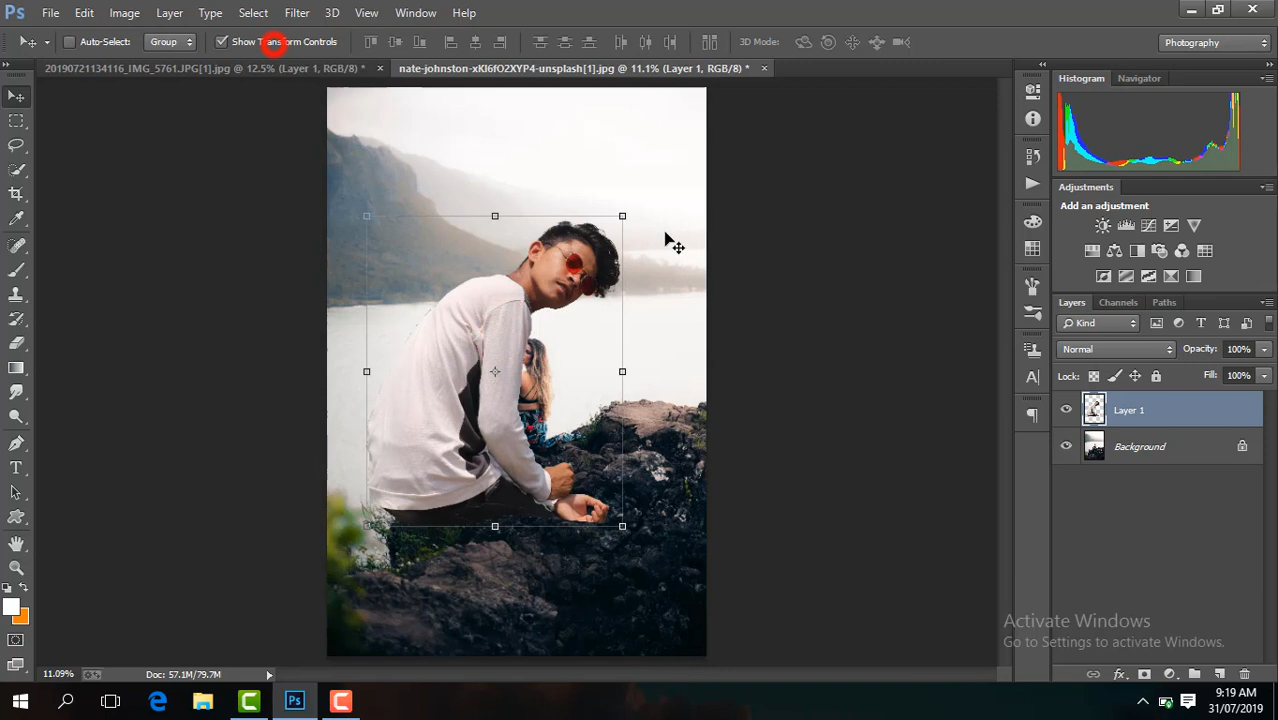 Ps File Edit Image Layer Type Select Filter 3D View Window Help
Auto-Select: Group Show Transform Controls 3D Mode: Photography
20190721134116_IMG_5761.JPG[1].jpg @ 12.5% (Layer 1, RGB/8) * nate-johnston-xKl6fO2XYP4-unsplash[1].jpg @ 11.1% (Layer 1, RGB/8) *
Histogram Navigator
Adjustments
Add an adjustment
Layers Channels Paths
Kind
Normal Opacity: 100%
Lock: Fill: 100%
Layer 1
Background
Activate Windows
Go to Settings to activate Windows.
11.09% Doc: 57.1M/79.7M
9:19 AM
31/07/2019